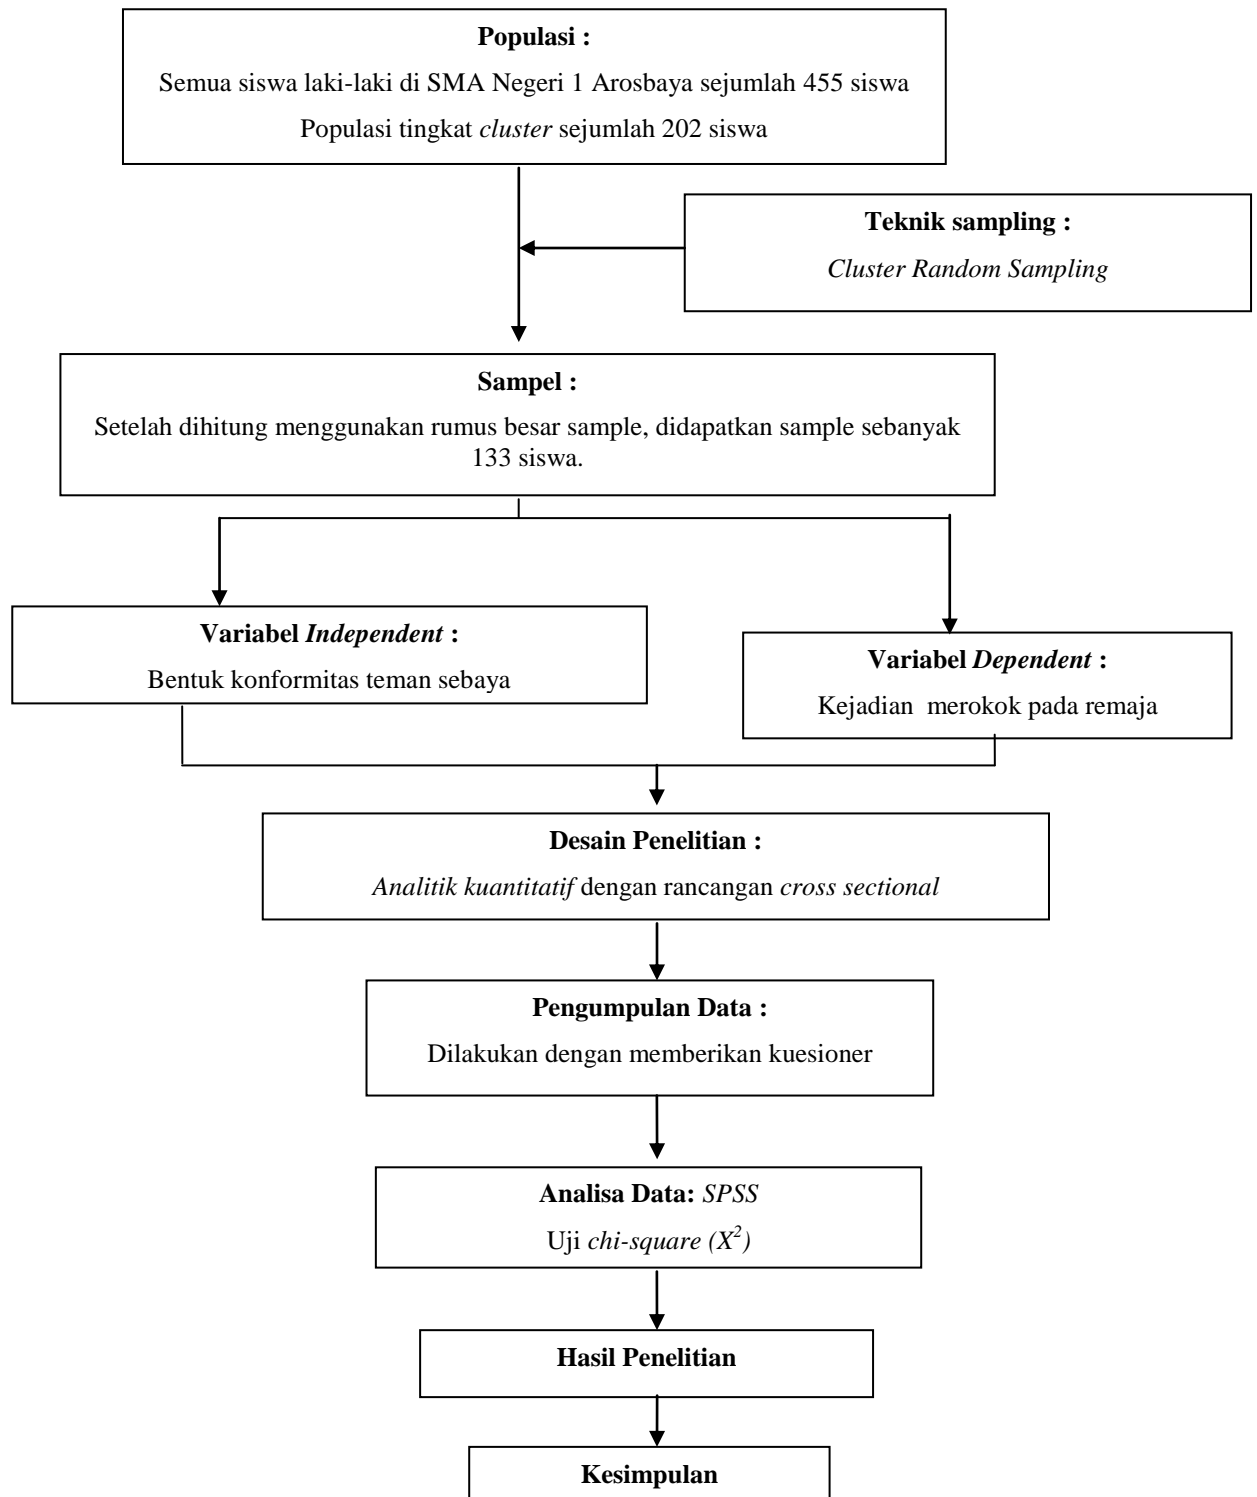 Populasi :
Semua siswa laki-laki di SMA Negeri 1 Arosbaya sejumlah 455 siswa
Populasi tingkat cluster sejumlah 202 siswa
Teknik sampling :
Cluster Random Sampling
Sampel :
Setelah dihitung menggunakan rumus besar sample, didapatkan sample sebanyak
133 siswa.
Variabel Independent :
Bentuk konformitas teman sebaya
Variabel Dependent :
Kejadian  merokok pada remaja
Desain Penelitian :
Analitik kuantitatif dengan rancangan cross sectional
Pengumpulan Data :
Dilakukan dengan memberikan kuesioner
Analisa Data: SPSS
Uji chi-square (X²)
Hasil Penelitian
Kesimpulan